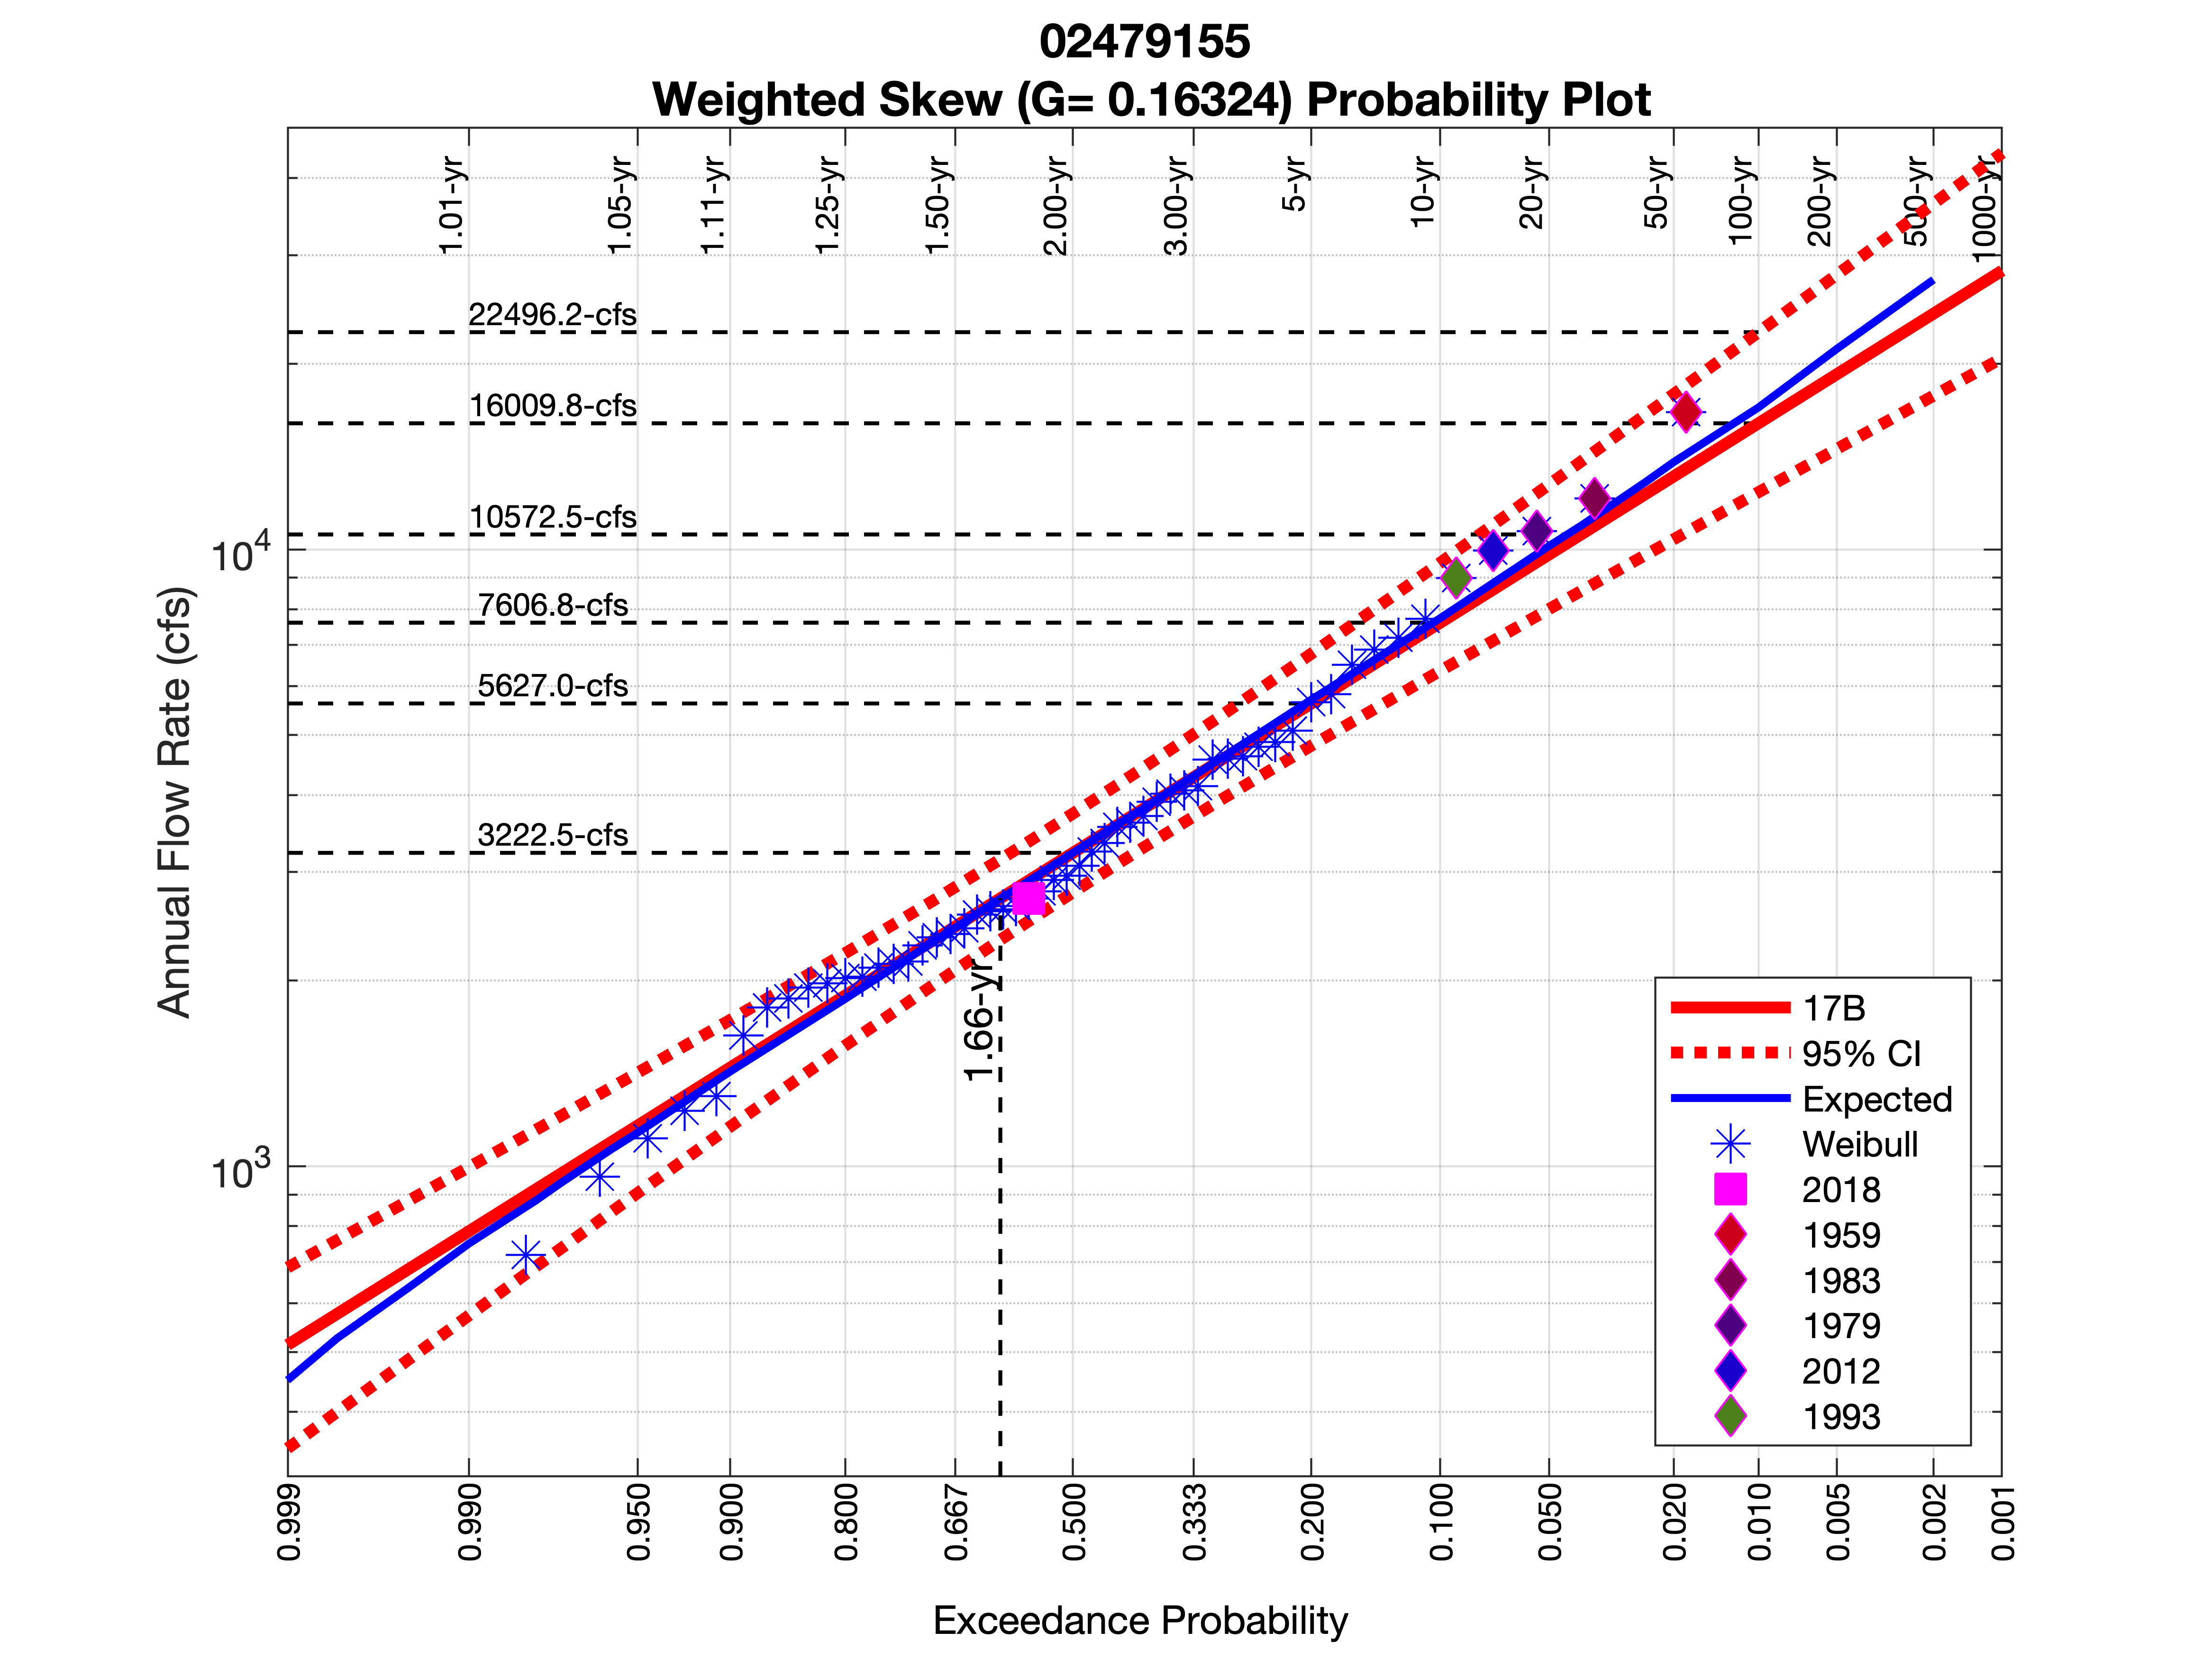 02479155
Weighted Skew (G= 0.16324) Probability Plot
1.01-yr
1.05-yr
1.11-yr
1.25-yr
1.50-yr
2.00-yr
3.00-yr
5-yr
10-yr
20-yr
50-yr
100-yr
200-yr
500-yr
1000-yr
22496.2-cfs
16009.8-cfs
10572.5-cfs
7606.8-cfs
5627.0-cfs
3222.5-cfs
1.66-yr
10^4
10^3
Annual Flow Rate (cfs)
17B
95% CI
Expected
Weibull
2018
1959
1983
1979
2012
1993
0.999
0.990
0.950
0.900
0.800
0.667
0.500
0.333
0.200
0.100
0.050
0.020
0.010
0.005
0.002
0.001
Exceedance Probability